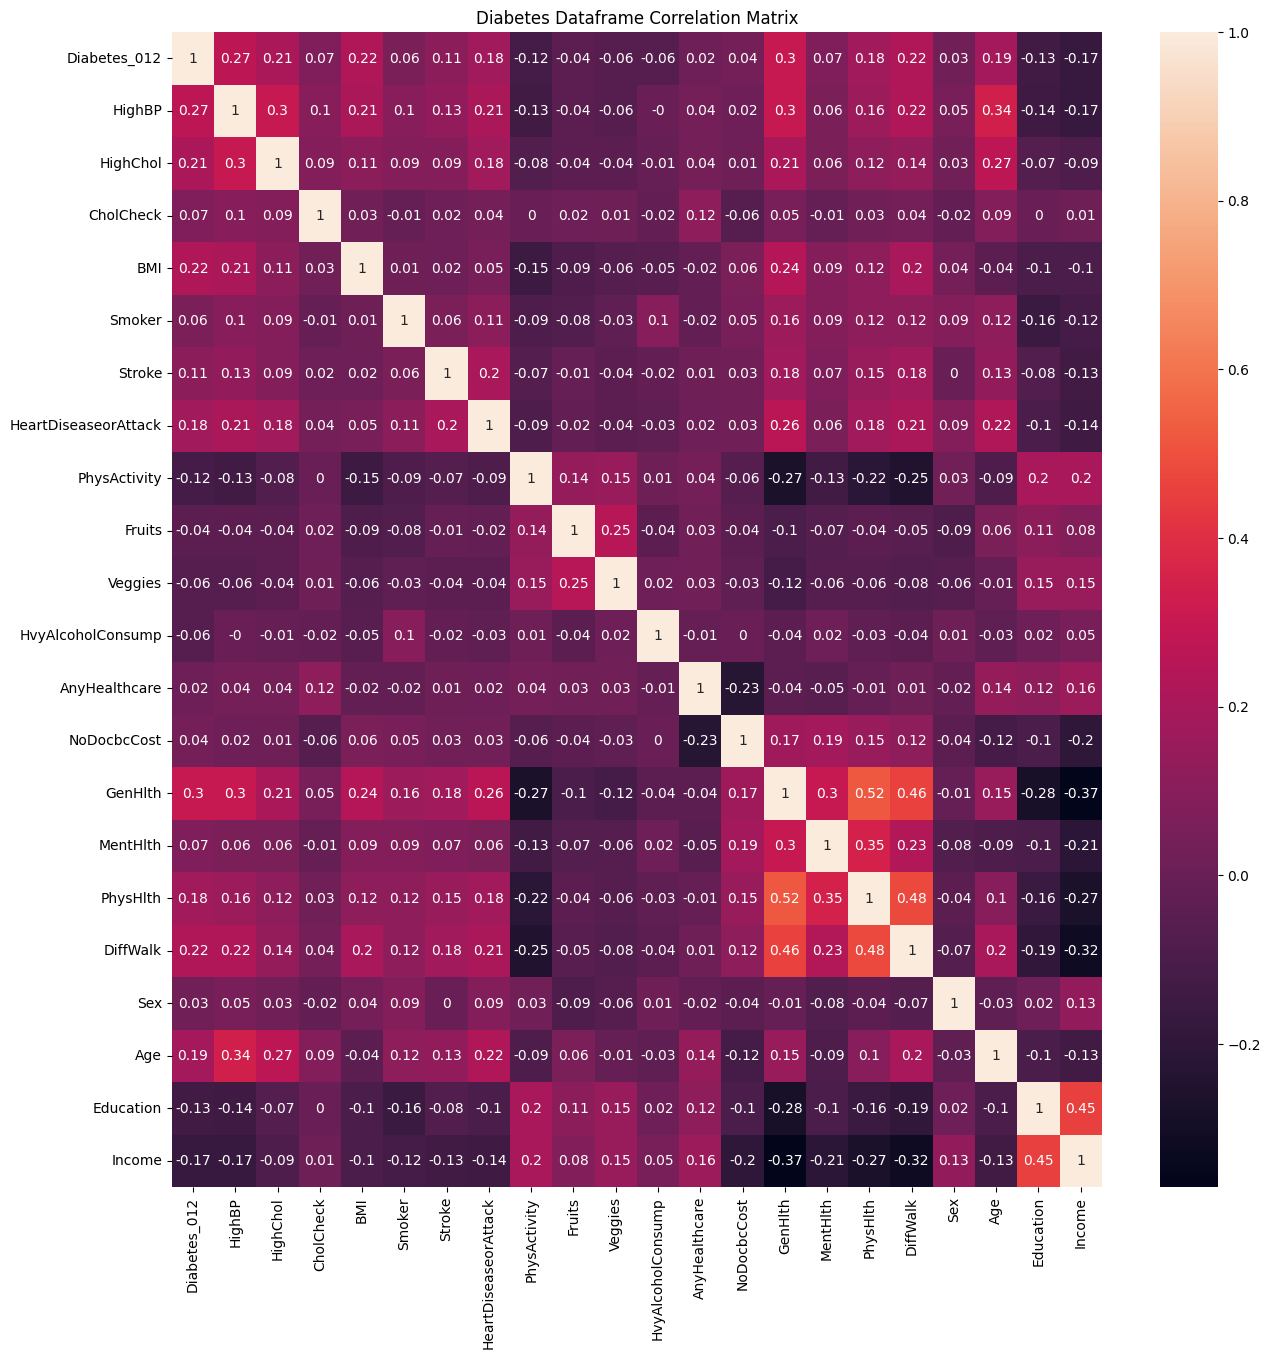 Diabetes Dataframe Correlation Matrix
Diabetes_012 1 0.27 0.21 0.07 0.22 0.06 0.11 0.18 -0.12 -0.04 -0.06 -0.06 0.02 0.04 0.3 0.07 0.18 0.22 0.03 0.19 -0.13 -0.17
HighBP 0.27 1 0.3 0.1 0.21 0.1 0.13 0.21 -0.13 -0.04 -0.06 -0 0.04 0.02 0.3 0.06 0.16 0.22 0.05 0.34 -0.14 -0.17
HighChol 0.21 0.3 1 0.09 0.11 0.09 0.09 0.18 -0.08 -0.04 -0.04 -0.01 0.04 0.01 0.21 0.06 0.12 0.14 0.03 0.27 -0.07 -0.09
CholCheck 0.07 0.1 0.09 1 0.03 -0.01 0.02 0.04 0 0.02 0.01 -0.02 0.12 -0.06 0.05 -0.01 0.03 0.04 -0.02 0.09 0 0.01
BMI 0.22 0.21 0.11 0.03 1 0.01 0.02 0.05 -0.15 -0.09 -0.06 -0.05 -0.02 0.06 0.24 0.09 0.12 0.2 0.04 -0.04 -0.1 -0.1
Smoker 0.06 0.1 0.09 -0.01 0.01 1 0.06 0.11 -0.09 -0.08 -0.03 0.1 -0.02 0.05 0.16 0.09 0.12 0.12 0.09 0.12 -0.16 -0.12
Stroke 0.11 0.13 0.09 0.02 0.02 0.06 1 0.2 -0.07 -0.01 -0.04 -0.02 0.01 0.03 0.18 0.07 0.15 0.18 0 0.13 -0.08 -0.13
HeartDiseaseorAttack 0.18 0.21 0.18 0.04 0.05 0.11 0.2 1 -0.09 -0.02 -0.04 -0.03 0.02 0.03 0.26 0.06 0.18 0.21 0.09 0.22 -0.1 -0.14
PhysActivity -0.12 -0.13 -0.08 0 -0.15 -0.09 -0.07 -0.09 1 0.14 0.15 0.01 0.04 -0.06 -0.27 -0.13 -0.22 -0.25 0.03 -0.09 0.2 0.2
Fruits -0.04 -0.04 -0.04 0.02 -0.09 -0.08 -0.01 -0.02 0.14 1 0.25 -0.04 0.03 -0.04 -0.1 -0.07 -0.04 -0.05 -0.09 0.06 0.11 0.08
Veggies -0.06 -0.06 -0.04 0.01 -0.06 -0.03 -0.04 -0.04 0.15 0.25 1 0.02 0.03 -0.03 -0.12 -0.06 -0.06 -0.08 -0.06 -0.01 0.15 0.15
HvyAlcoholConsump -0.06 -0 -0.01 -0.02 -0.05 0.1 -0.02 -0.03 0.01 -0.04 0.02 1 -0.01 0 -0.04 0.02 -0.03 -0.04 0.01 -0.03 0.02 0.05
AnyHealthcare 0.02 0.04 0.04 0.12 -0.02 -0.02 0.01 0.02 0.04 0.03 0.03 -0.01 1 -0.23 -0.04 -0.05 -0.01 0.01 -0.02 0.14 0.12 0.16
NoDocbcCost 0.04 0.02 0.01 -0.06 0.06 0.05 0.03 0.03 -0.06 -0.04 -0.03 0 -0.23 1 0.17 0.19 0.15 0.12 -0.04 -0.12 -0.1 -0.2
GenHlth 0.3 0.3 0.21 0.05 0.24 0.16 0.18 0.26 -0.27 -0.1 -0.12 -0.04 -0.04 0.17 1 0.3 0.52 0.46 -0.01 0.15 -0.28 -0.37
MentHlth 0.07 0.06 0.06 -0.01 0.09 0.09 0.07 0.06 -0.13 -0.07 -0.06 0.02 -0.05 0.19 0.3 1 0.35 0.23 -0.08 -0.09 -0.1 -0.21
PhysHlth 0.18 0.16 0.12 0.03 0.12 0.12 0.15 0.18 -0.22 -0.04 -0.06 -0.03 -0.01 0.15 0.52 0.35 1 0.48 -0.04 0.1 -0.16 -0.27
DiffWalk 0.22 0.22 0.14 0.04 0.2 0.12 0.18 0.21 -0.25 -0.05 -0.08 -0.04 0.01 0.12 0.46 0.23 0.48 1 -0.07 0.2 -0.19 -0.32
Sex 0.03 0.05 0.03 -0.02 0.04 0.09 0 0.09 0.03 -0.09 -0.06 0.01 -0.02 -0.04 -0.01 -0.08 -0.04 -0.07 1 -0.03 0.02 0.13
Age 0.19 0.34 0.27 0.09 -0.04 0.12 0.13 0.22 -0.09 0.06 -0.01 -0.03 0.14 -0.12 0.15 -0.09 0.1 0.2 -0.03 1 -0.1 -0.13
Education -0.13 -0.14 -0.07 0 -0.1 -0.16 -0.08 -0.1 0.2 0.11 0.15 0.02 0.12 -0.1 -0.28 -0.1 -0.16 -0.19 0.02 -0.1 1 0.45
Income -0.17 -0.17 -0.09 0.01 -0.1 -0.12 -0.13 -0.14 0.2 0.08 0.15 0.05 0.16 -0.2 -0.37 -0.21 -0.27 -0.32 0.13 -0.13 0.45 1
Diabetes_012
HighBP
HighChol
CholCheck
BMI
Smoker
Stroke
HeartDiseaseorAttack
PhysActivity
Fruits
Veggies
HvyAlcoholConsump
AnyHealthcare
NoDocbcCost
GenHlth
MentHlth
PhysHlth
DiffWalk
Sex
Age
Education
Income
1.0
0.8
0.6
0.4
0.2
0.0
−0.2